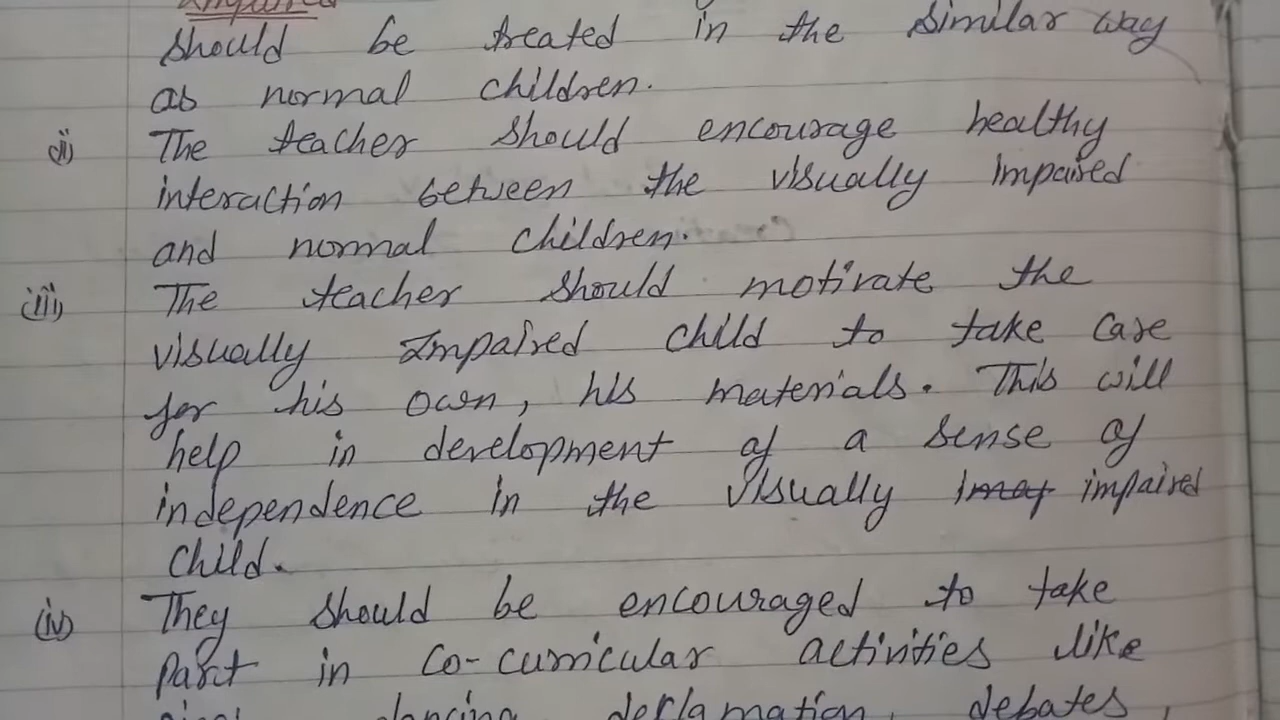 Impaired
should be treated in the similar way
as normal children.
(ii) The teacher should encourage healthy
interaction between the visually impaired
and normal children.
(iii) The teacher should motivate the
visually Impaired child to take care
for his own, his materials. This will
help in development of a sense of
independence in the visually impaired
child.
(iv) They should be encouraged to take
part in co-curricular activities like
dancing, declamation, debates,